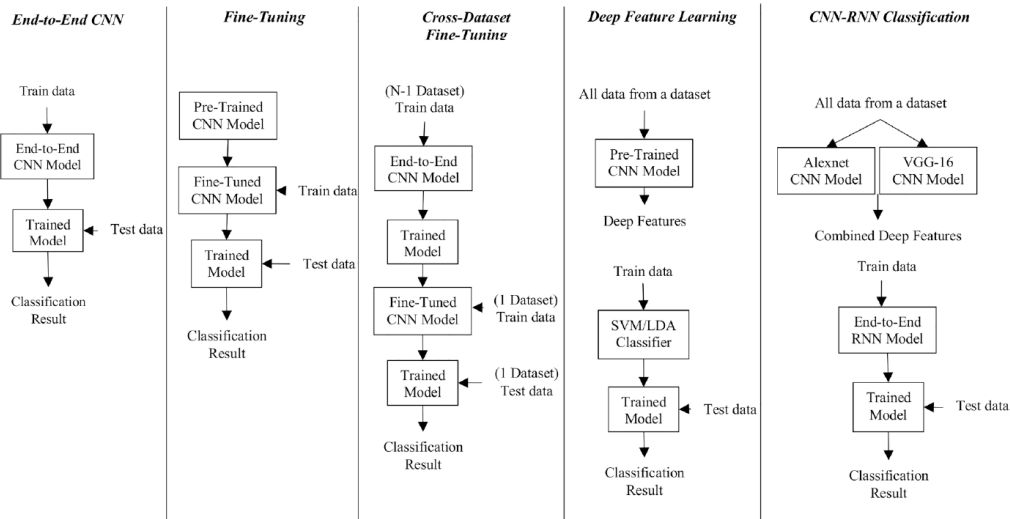 End-to-End CNN
Train data
End-to-End
CNN Model
Trained
Model
Test data
Classification
Result
Fine-Tuning
Pre-Trained
CNN Model
Fine-Tuned
CNN Model
Train data
Trained
Model
Test data
Classification
Result
Cross-Dataset
Fine-Tuning
(N-1 Dataset)
Train data
End-to-End
CNN Model
Trained
Model
Fine-Tuned
CNN Model
(1 Dataset)
Train data
Trained
Model
(1 Dataset)
Test data
Classification
Result
Deep Feature Learning
All data from a dataset
Pre-Trained
CNN Model
Deep Features
Train data
SVM/LDA
Classifier
Trained
Model
Test data
Classification
Result
CNN-RNN Classification
All data from a dataset
Alexnet
CNN Model
VGG-16
CNN Model
Combined Deep Features
Train data
End-to-End
RNN Model
Trained
Model
Test data
Classification
Result